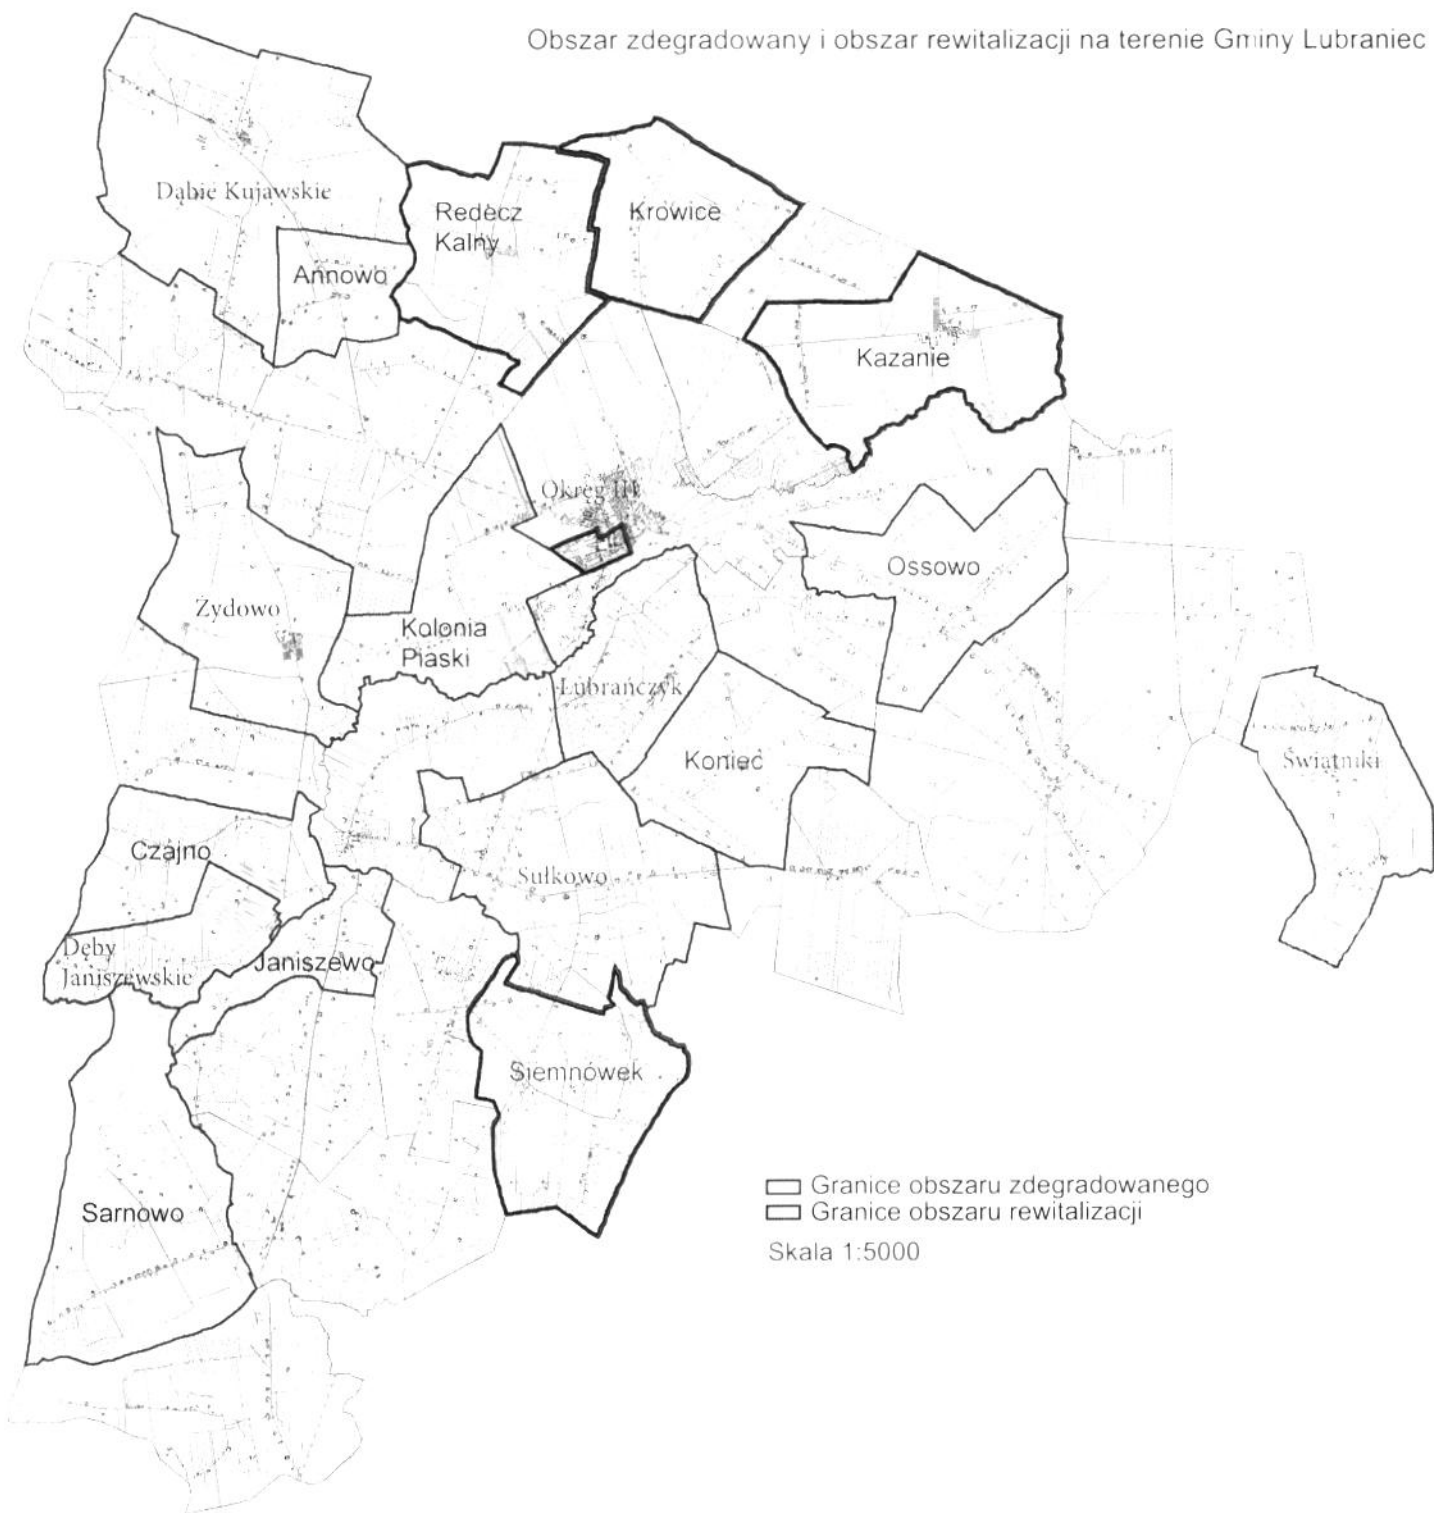 Obszar zdegradowany i obszar rewitalizacji na terenie Gminy Lubraniec
Dąbie Kujawskie
Redecz
Kalny
Krowice
Annowo
Kazanie
Okręg III
Ossowo
Żydowo
Kolonia
Piaski
Lubrańczyk
Konieć
Świątniki
Czajno
Sułkowo
Dęby
Janiszewskie
Janiszewo
Siemnówek
Sarnowo
Granice obszaru zdegradowanego
Granice obszaru rewitalizacji
Skala 1:5000